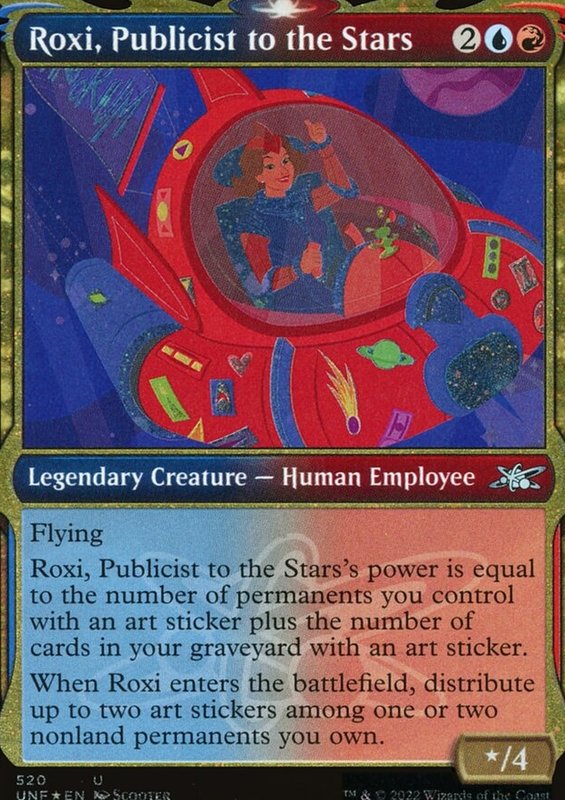 Roxi, Publicist to the Stars 2
Legendary Creature — Human Employee
Flying
Roxi, Publicist to the Stars's power is equal
to the number of permanents you control
with an art sticker plus the number of
cards in your graveyard with an art sticker.
When Roxi enters the battlefield, distribute
up to two art stickers among one or two
nonland permanents you own.
*/4
520 U
UNF★EN Scooter
™ & © 2022 Wizards of the Coast